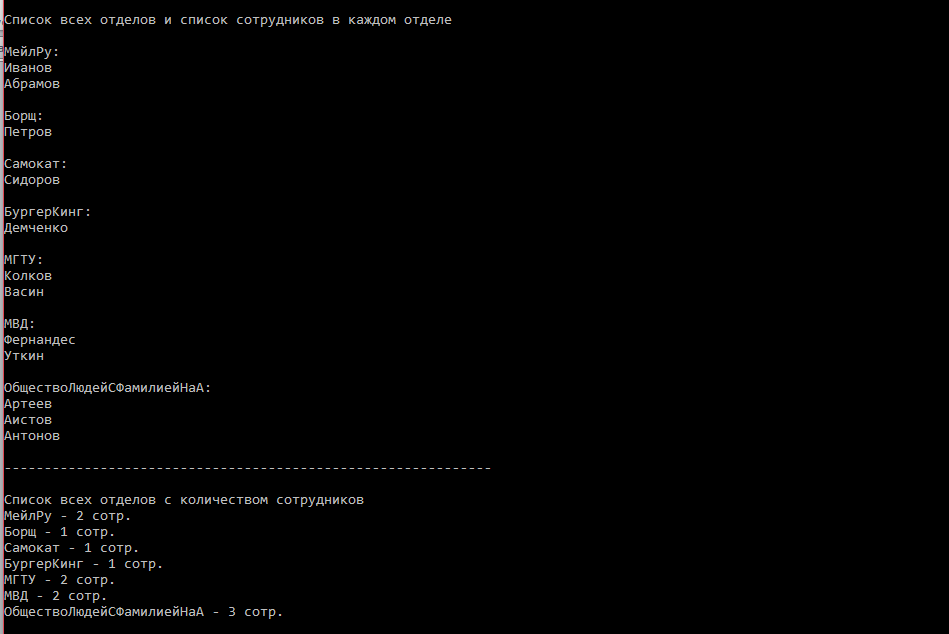 Список всех отделов и список сотрудников в каждом отделе
МейлРу:
Иванов
Абрамов
Борщ:
Петров
Самокат:
Сидоров
БургерКинг:
Демченко
МГТУ:
Колков
Васин
МВД:
Фернандес
Уткин
ОбществоЛюдейСФамилиейНаА:
Артеев
Аистов
Антонов
-------------------------------------------------------------
Список всех отделов с количеством сотрудников
МейлРу - 2 сотр.
Борщ - 1 сотр.
Самокат - 1 сотр.
БургерКинг - 1 сотр.
МГТУ - 2 сотр.
МВД - 2 сотр.
ОбществоЛюдейСФамилиейНаА - 3 сотр.